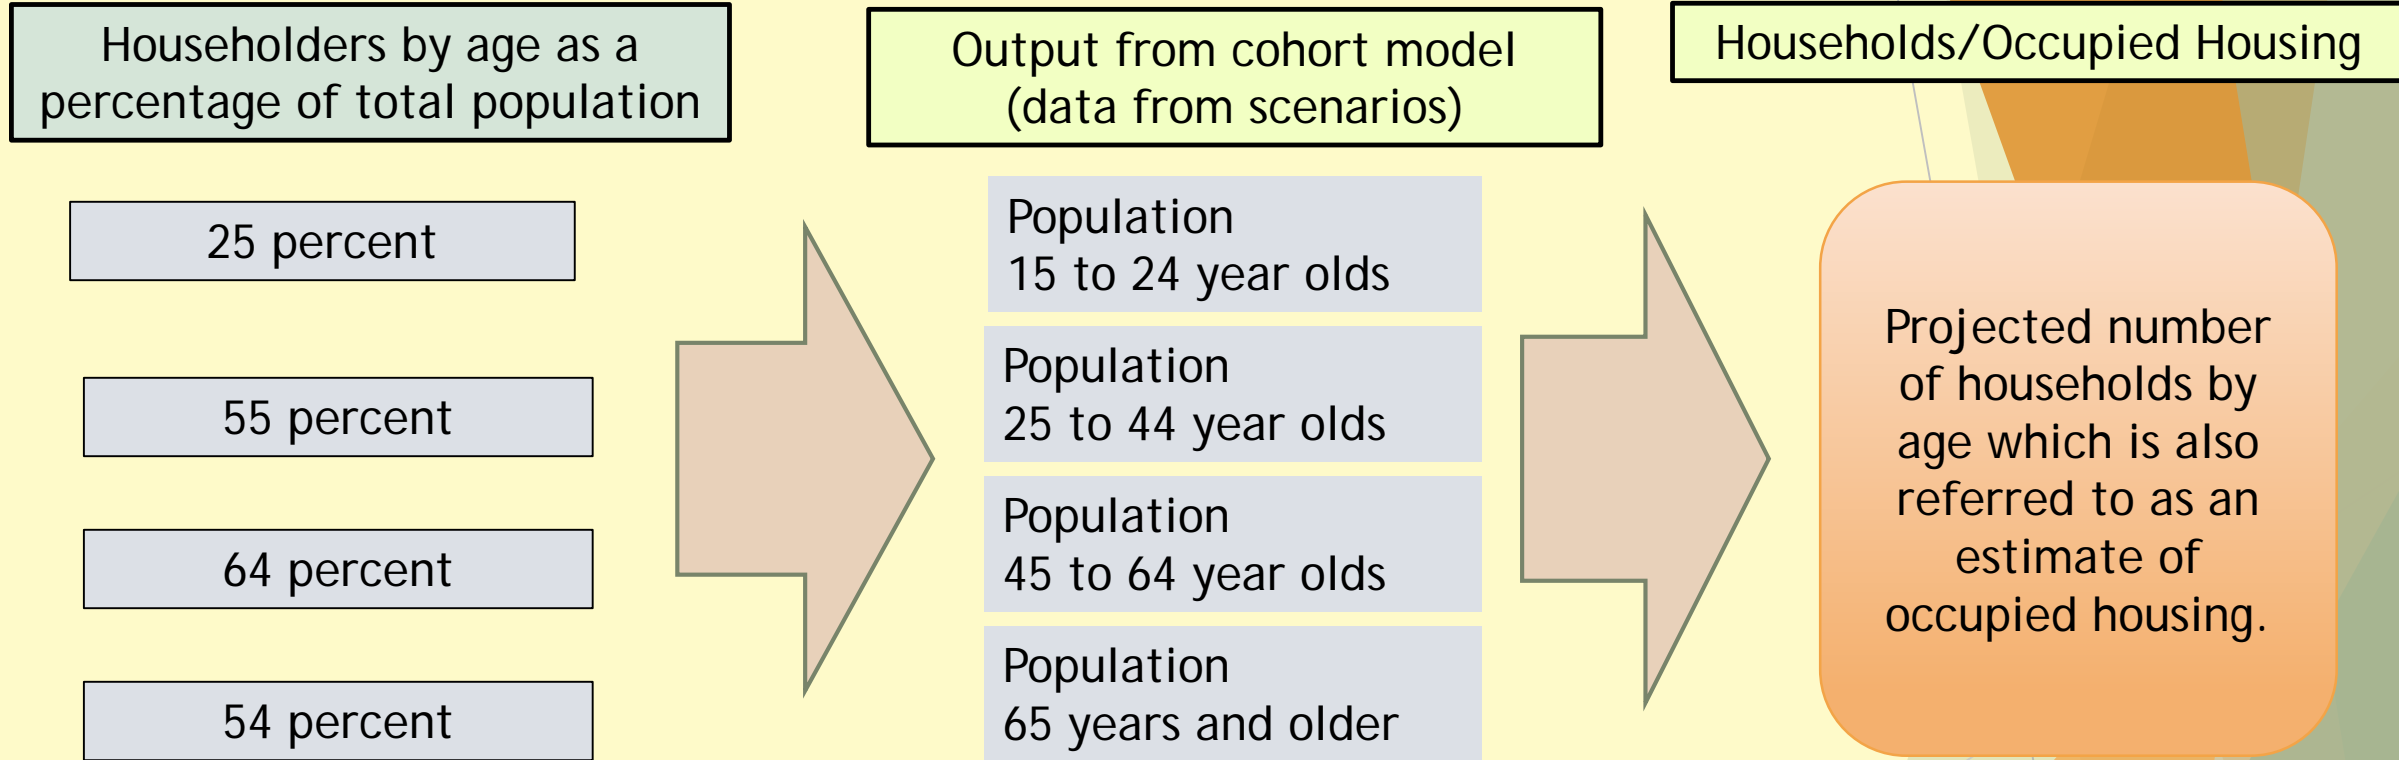 Householders by age as a
percentage of total population
25 percent
55 percent
64 percent
54 percent
Output from cohort model
(data from scenarios)
Population
15 to 24 year olds
Population
25 to 44 year olds
Population
45 to 64 year olds
Population
65 years and older
Households/Occupied Housing
Projected number
of households by
age which is also
referred to as an
estimate of
occupied housing.